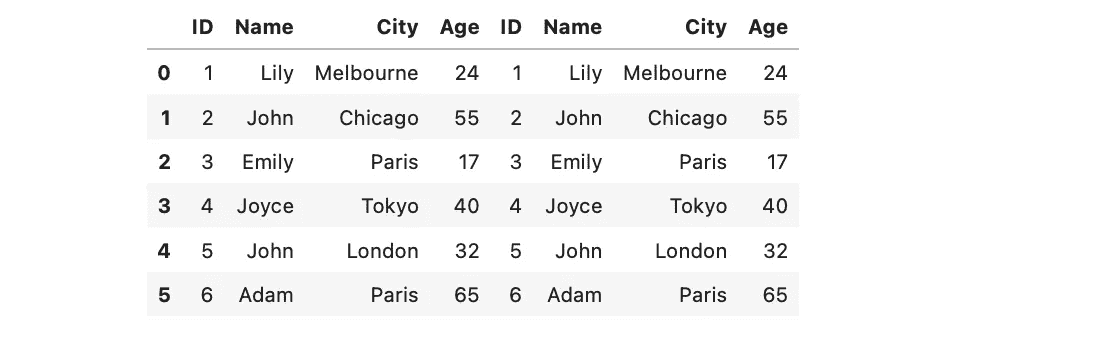 ID Name City Age ID Name City Age
0 1 Lily Melbourne 24 1 Lily Melbourne 24
1 2 John Chicago 55 2 John Chicago 55
2 3 Emily Paris 17 3 Emily Paris 17
3 4 Joyce Tokyo 40 4 Joyce Tokyo 40
4 5 John London 32 5 John London 32
5 6 Adam Paris 65 6 Adam Paris 65